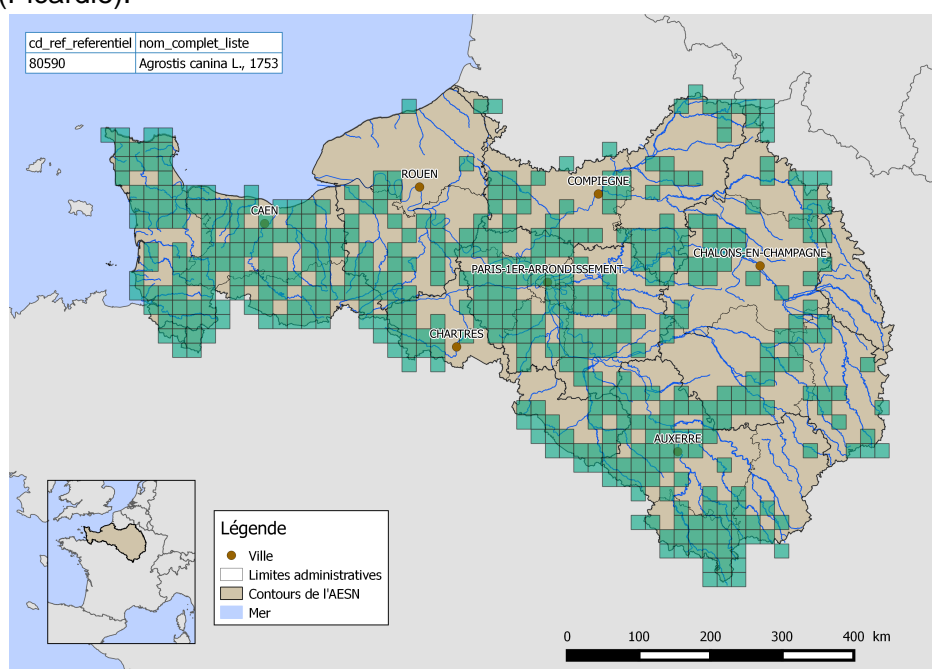 (Picardie).
cd_ref_referentiel nom_complet_liste
80590 Agrostis canina L., 1753
ROUEN
COMPIEGNE
CAEN
CHALONS-EN-CHAMPAGNE
PARIS-1ER-ARRONDISSEMENT
CHARTRES
AUXERRE
Légende
Ville
Limites administratives
Contours de l'AESN
Mer
0 100 200 300 400 km